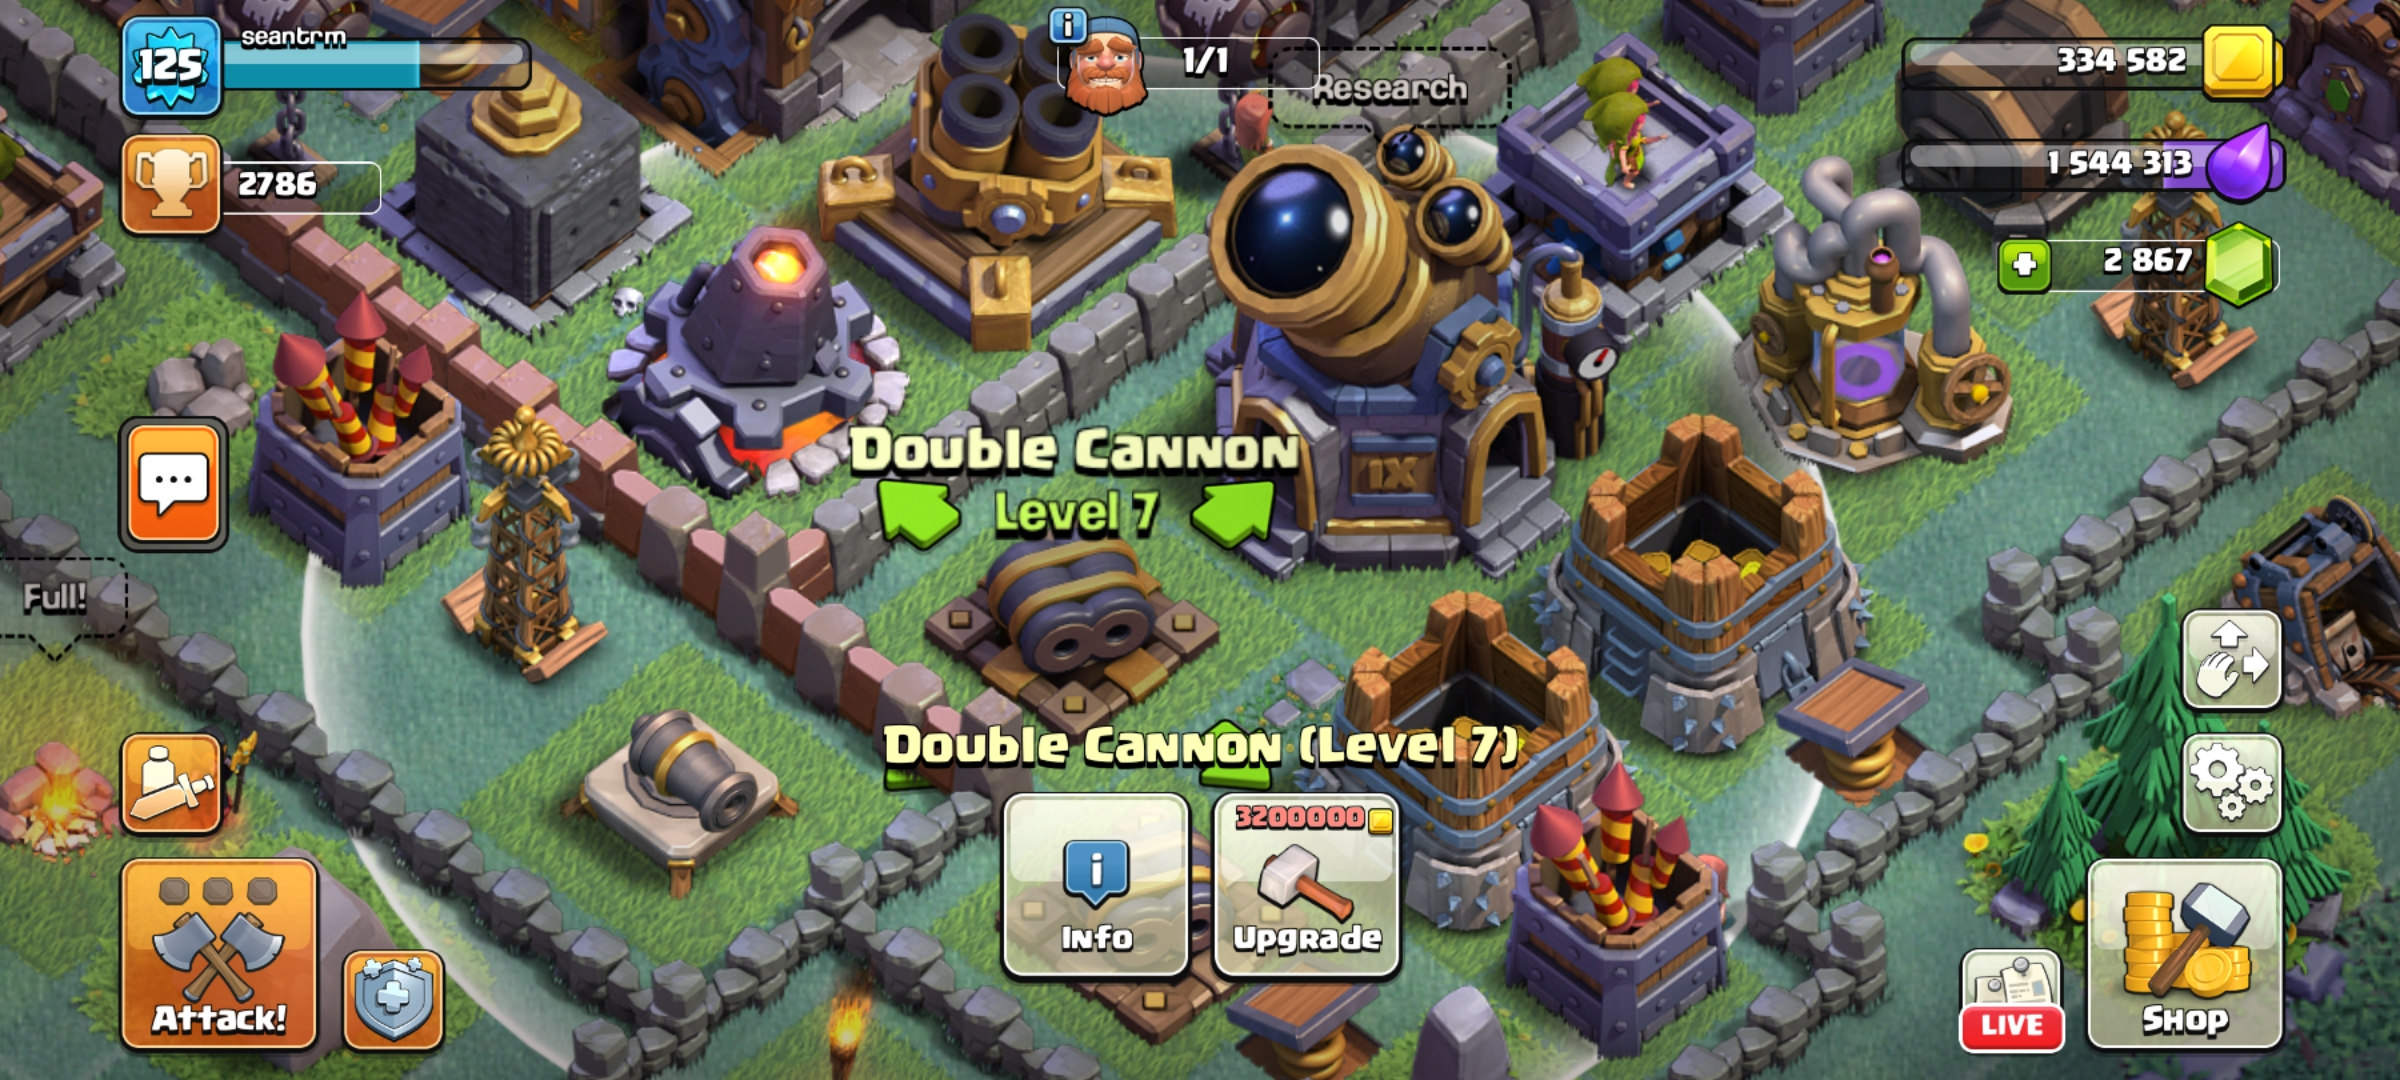 125
seantrm
1/1
Research
334 582
2786
1 544 313
2 867
Double Cannon
Level 7
IX
Full!
Double Cannon (Level 7)
3200000
Info
Upgrade
Attack!
LIVE
Shop